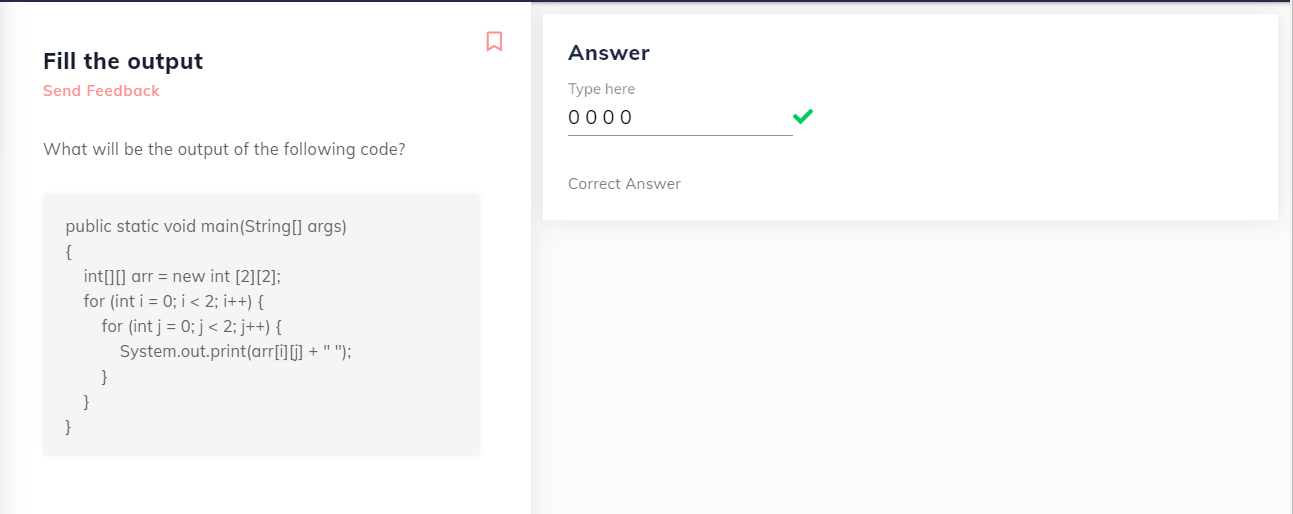 Fill the output
Send Feedback
What will be the output of the following code?
public static void main(String[] args)
{
    int[][] arr = new int [2][2];
    for (int i = 0; i < 2; i++) {
        for (int j = 0; j < 2; j++) {
            System.out.print(arr[i][j] + " ");
        }
    }
}
Answer
Type here
0 0 0 0
Correct Answer